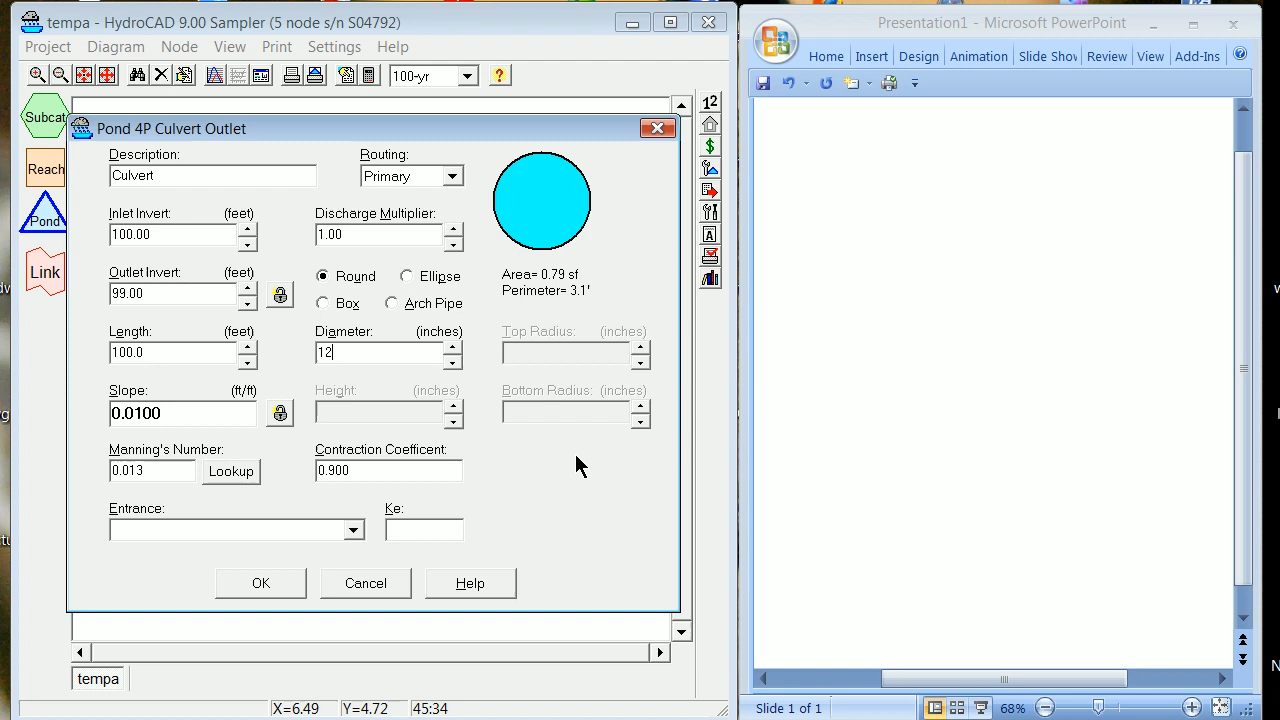 tempa - HydroCAD 9.00 Sampler (5 node s/n S04792)
Project Diagram Node View Print Settings Help
100-yr
Subcat
Reach
Pond
Link
Pond 4P Culvert Outlet
Description: Routing:
Culvert Primary
Inlet Invert: (feet) Discharge Multiplier:
100.00 1.00
Outlet Invert: (feet) Round Ellipse
99.00 Box Arch Pipe
Area= 0.79 sf
Perimeter= 3.1'
Length: (feet) Diameter: (inches) Top Radius: (inches)
100.0 12
Slope: (ft/ft) Height: (inches) Bottom Radius: (inches)
0.0100
Manning's Number: Contraction Coefficent:
0.013 Lookup 0.900
Entrance: Ke:
OK Cancel Help
tempa
X=6.49 Y=4.72 45:34
12
$
A
Presentation1 - Microsoft PowerPoint
Home Insert Design Animation Slide Shov Review View Add-Ins
Slide 1 of 1 68%